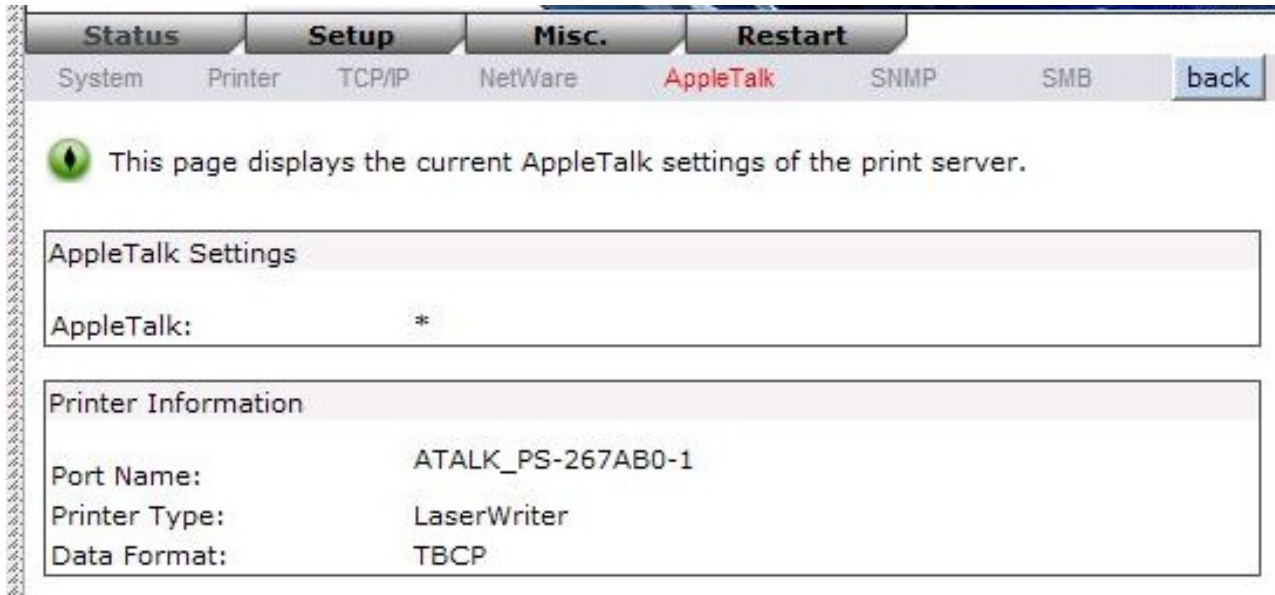 Status Setup Misc. Restart
System Printer TCP/IP NetWare AppleTalk SNMP SMB back
This page displays the current AppleTalk settings of the print server.
AppleTalk Settings
AppleTalk: *
Printer Information
Port Name: ATALK_PS-267AB0-1
Printer Type: LaserWriter
Data Format: TBCP